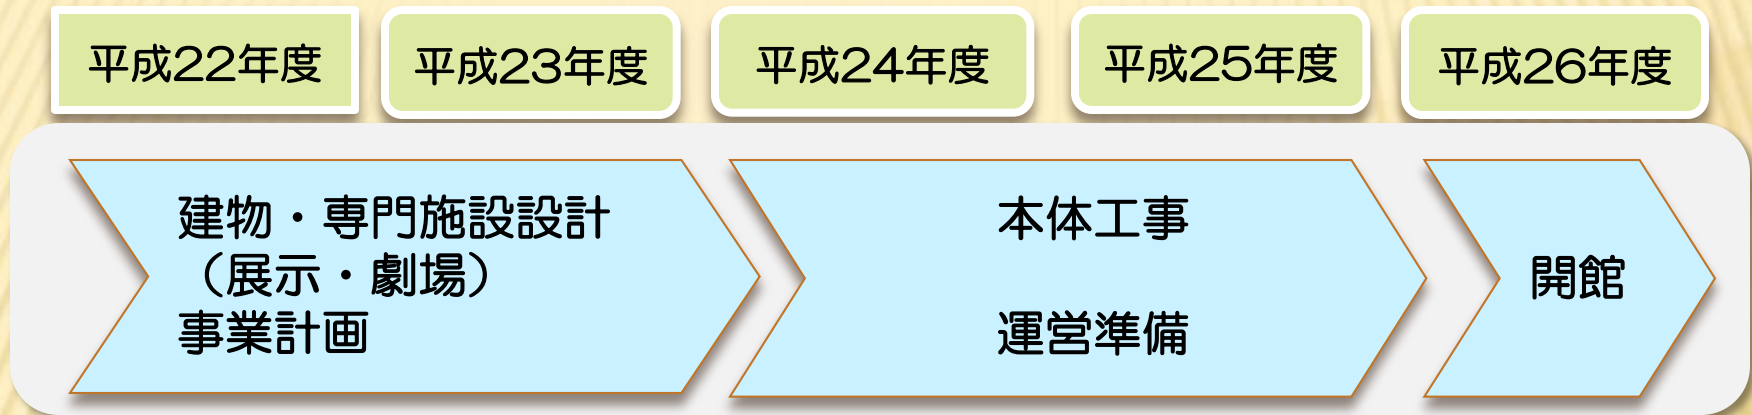 平成22年度
平成23年度
平成24年度
平成25年度
平成26年度
建物・専門施設設計
（展示・劇場）
事業計画
本体工事
運営準備
開館